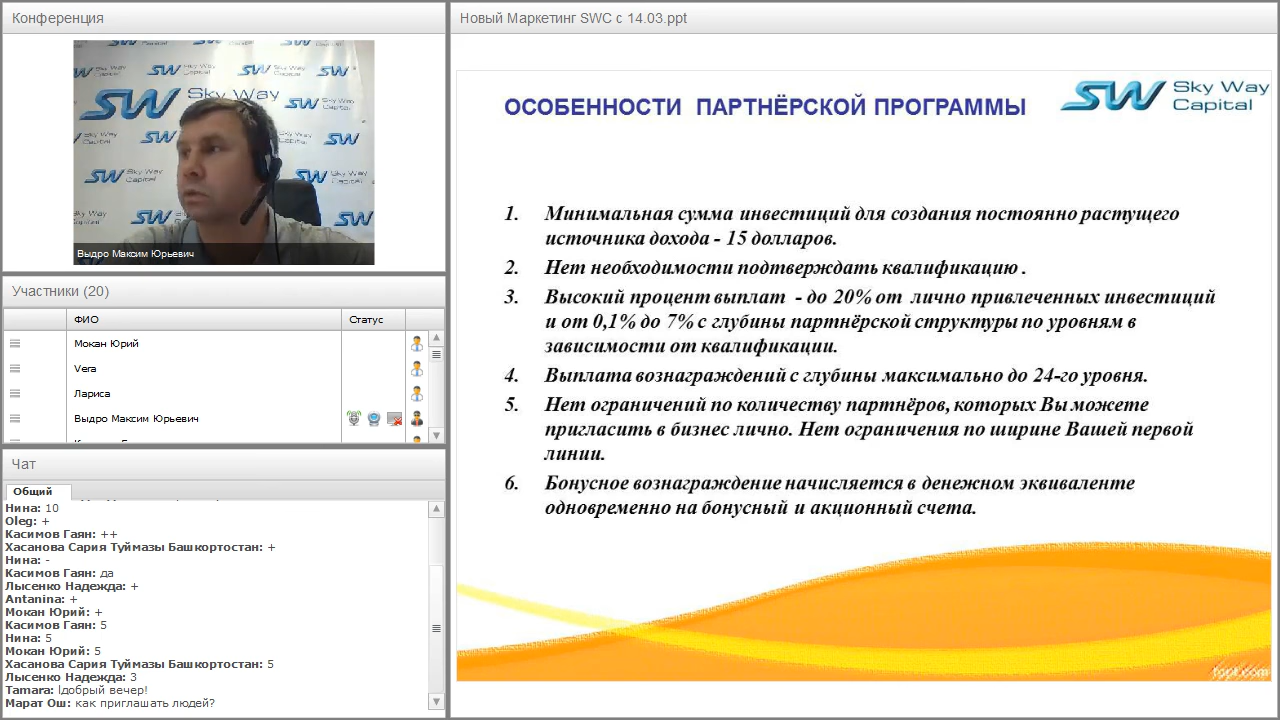 Конференция
SW Sky Way Capital
Выдро Максим Юрьевич
Участники (20)
ФИО
Статус
Мокан Юрий
Vera
Лариса
Выдро Максим Юрьевич
Чат
Общий
Нина: 10
Oleg: +
Касимов Гаян: ++
Хасанова Сария Туймазы Башкортостан: +
Нина: -
Касимов Гаян: да
Лысенко Надежда: +
Antanina: +
Мокан Юрий: +
Касимов Гаян: 5
Нина: 5
Мокан Юрий: 5
Хасанова Сария Туймазы Башкортостан: 5
Лысенко Надежда: 3
Tamara: !добрый вечер!
Марат Ош: как приглашать людей?
Новый Маркетинг SWC с 14.03.ppt
ОСОБЕННОСТИ ПАРТНЁРСКОЙ ПРОГРАММЫ
SW Sky Way
Capital
1. Минимальная сумма инвестиций для создания постоянно растущего
источника дохода - 15 долларов.
2. Нет необходимости подтверждать квалификацию .
3. Высокий процент выплат - до 20% от лично привлеченных инвестиций
и от 0,1% до 7% с глубины партнёрской структуры по уровням в
зависимости от квалификации.
4. Выплата вознаграждений с глубины максимально до 24-го уровня.
5. Нет ограничений по количеству партнёров, которых Вы можете
пригласить в бизнес лично. Нет ограничения по ширине Вашей первой
линии.
6. Бонусное вознаграждение начисляется в денежном эквиваленте
одновременно на бонусный и акционный счета.
fppt.com